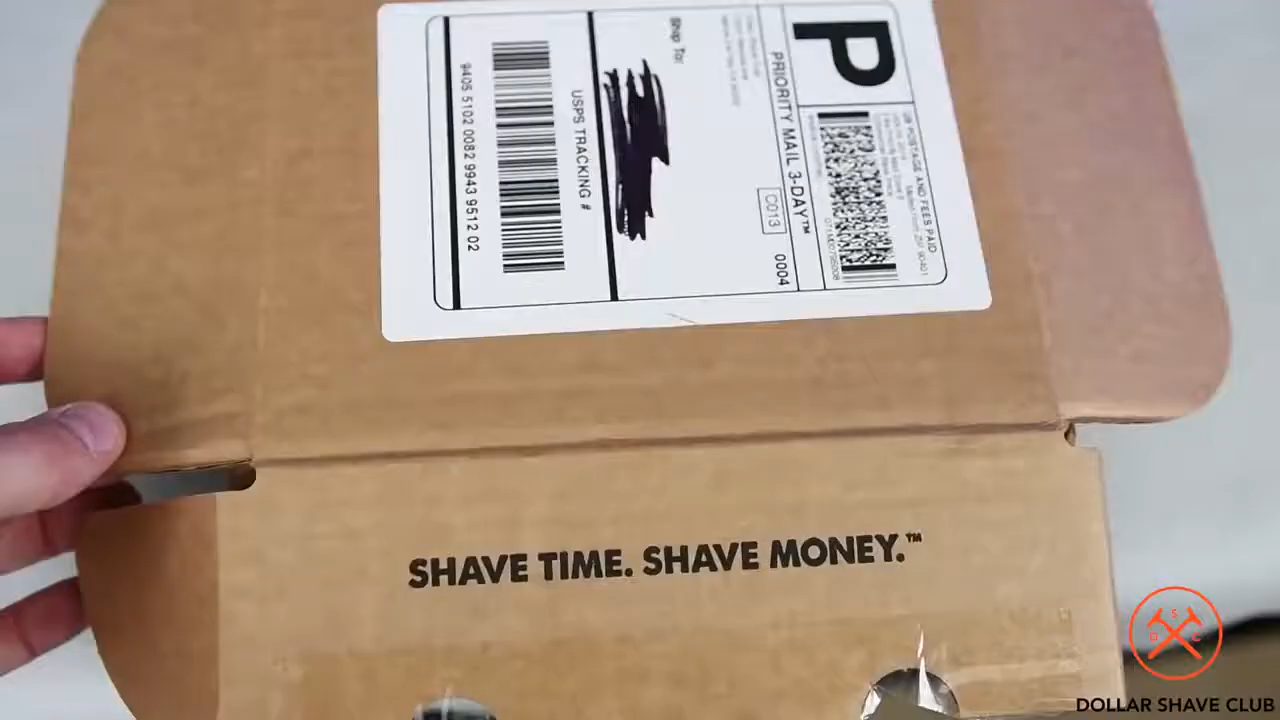 P
US POSTAGE AND FEES PAID
PRIORITY MAIL 3-DAY™
0004
C013
Ship To:
USPS TRACKING #
9405 5102 0082 9943 9512 02
SHAVE TIME. SHAVE MONEY.™
D S C
DOLLAR SHAVE CLUB